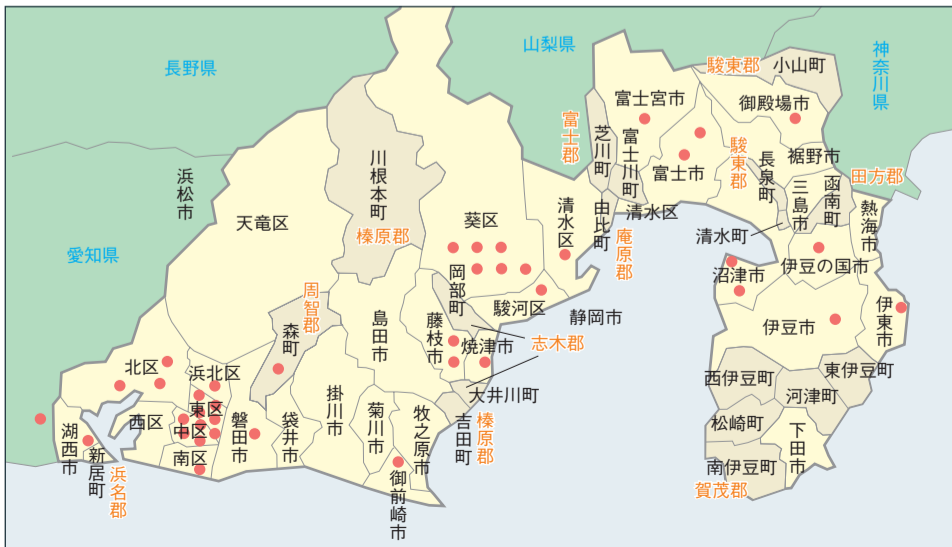 長野県
山梨県
神奈川県
愛知県
駿東郡
小山町
御殿場市
富士宮市
富士郡
芝川町
富士川町
富士市
駿東郡
長泉町
裾野市
三島市
函南町
田方郡
熱海市
清水区
由比町
庵原郡
清水町
清水区
浜松市
天竜区
川根本町
榛原郡
葵区
岡部町
駿河区
静岡市
沼津市
伊豆の国市
伊豆市
伊東市
周智郡
森町
島田市
藤枝市
焼津市
志木郡
大井川町
西伊豆町
東伊豆町
河津町
松崎町
下田市
南伊豆町
賀茂郡
北区
浜北区
東区
西区
中区
南区
磐田市
袋井市
掛川市
菊川市
牧之原市
吉田町
榛原郡
御前崎市
湖西市
新居町
浜名郡